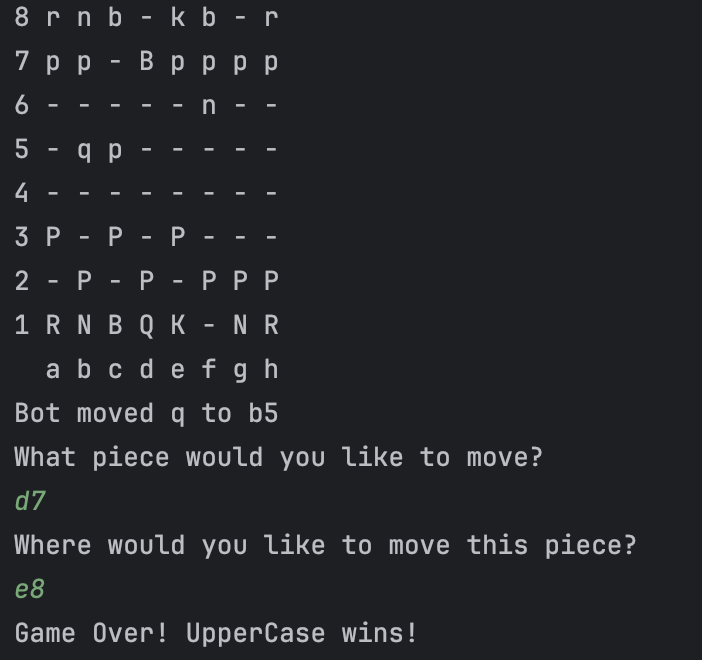 8 r n b - k b - r
7 p p - B p p p p
6 - - - - - n - -
5 - q p - - - - -
4 - - - - - - - -
3 P - P - P - - -
2 - P - P - P P P
1 R N B Q K - N R
  a b c d e f g h
Bot moved q to b5
What piece would you like to move?
d7
Where would you like to move this piece?
e8
Game Over! UpperCase wins!